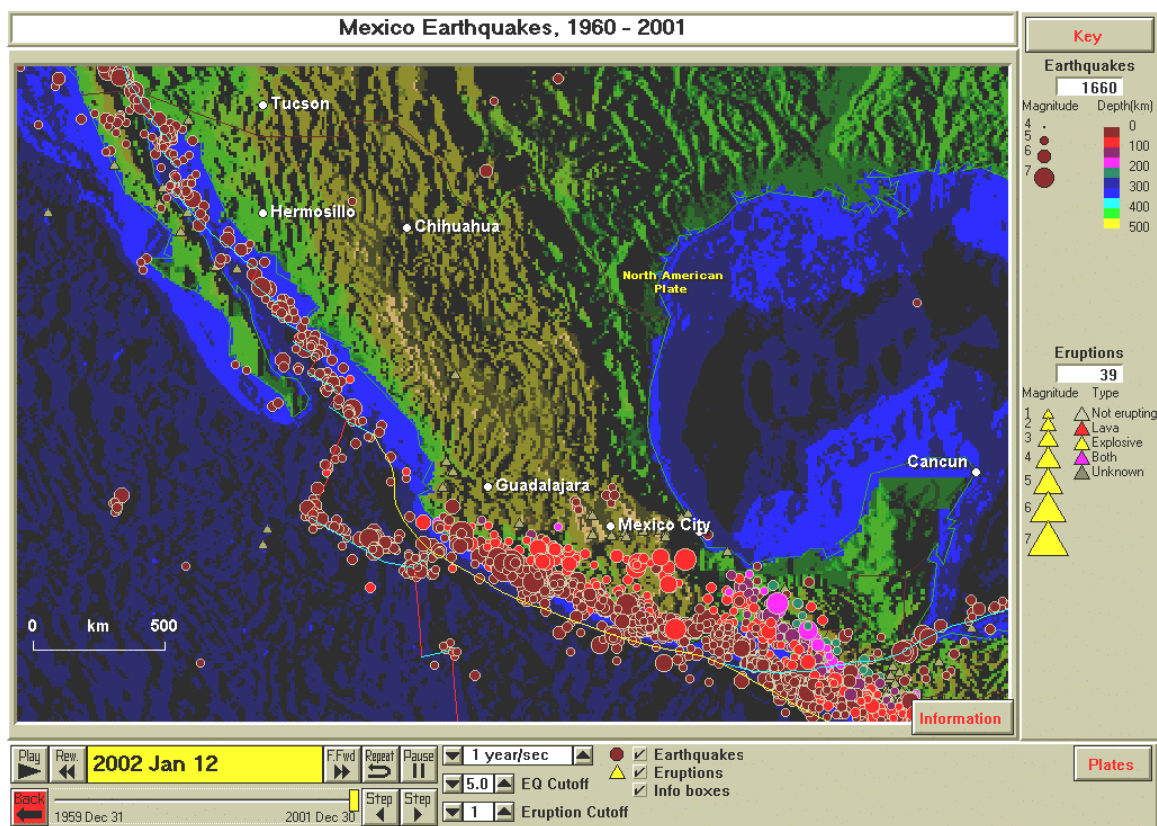 Mexico Earthquakes, 1960 - 2001
Key
Earthquakes
1660
Magnitude Depth(km)
4
5
6
7
0
100
200
300
400
500
Eruptions
39
Magnitude Type
1
2
3
4
5
6
7
Not erupting
Lava
Explosive
Both
Unknown
Tucson
Hermosillo
Chihuahua
North American
Plate
Cancun
Guadalajara
Mexico City
0 km 500
Information
Play
Rew.
2002 Jan 12
F.Fwd
Repeat
Pause
1 year/sec
Earthquakes
Eruptions
Info boxes
5.0 EQ Cutoff
1 Eruption Cutoff
Plates
Back
1959 Dec 31
2001 Dec 30
Step
Step